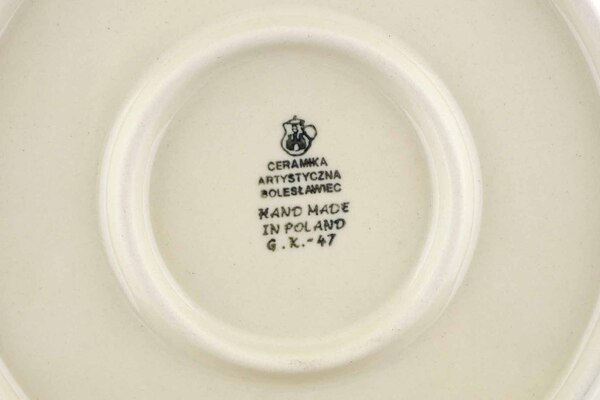 CERAMIKA
ARTYSTYCZNA
BOLESŁAWIEC
HAND MADE
IN POLAND
G.K.-47